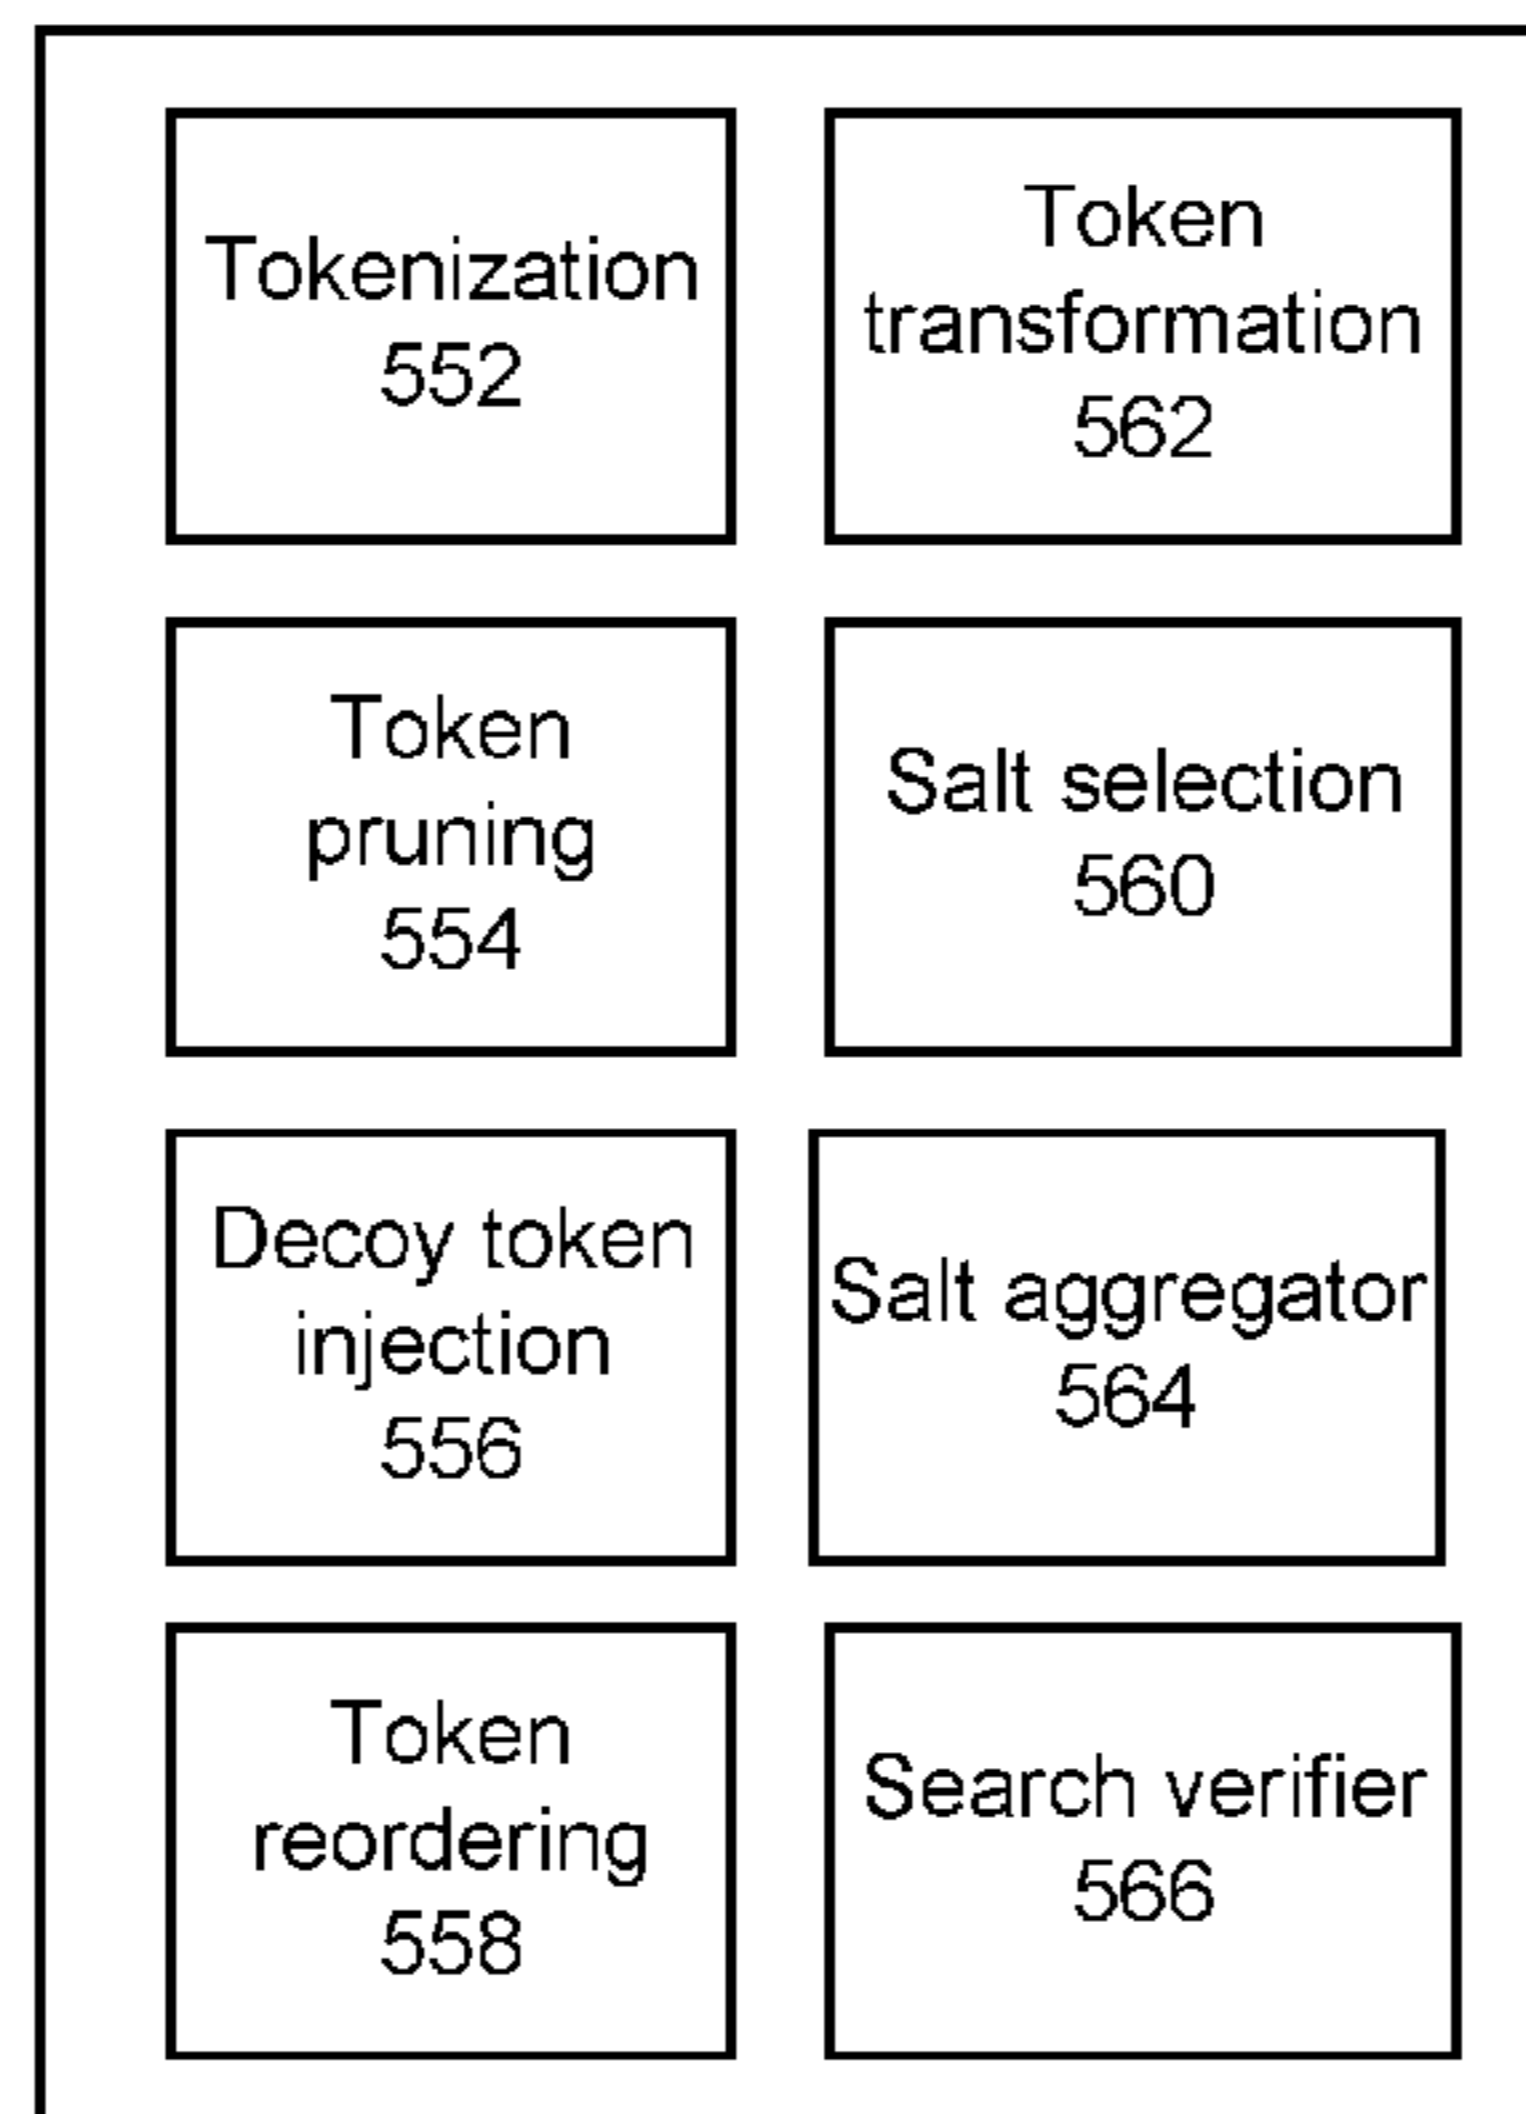 Tokenization
552
Token
transformation
562
Token
pruning
554
Salt selection
560
Decoy token
injection
556
Salt aggregator
564
Token
reordering
558
Search verifier
566